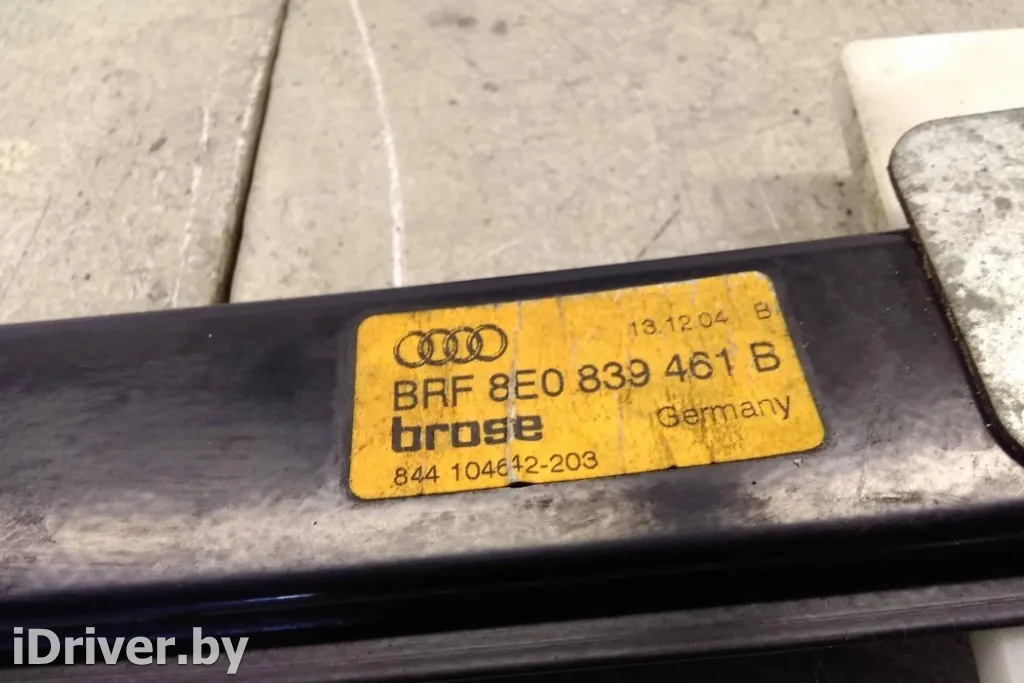 13.12.04 B
BRF 8E0 839 461 B
brose Germany
844 104642-203
iDriver.by